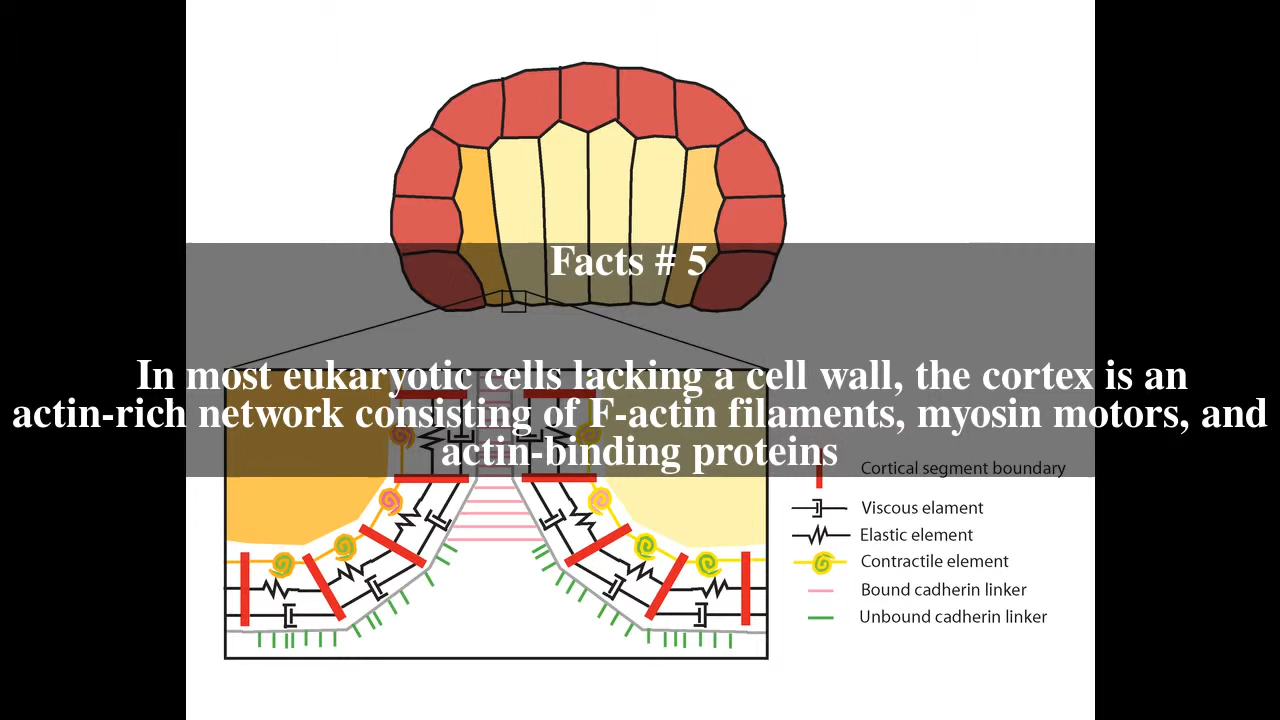 Facts # 5
In most eukaryotic cells lacking a cell wall, the cortex is an
actin-rich network consisting of F-actin filaments, myosin motors, and
actin-binding proteins
Cortical segment boundary
Viscous elament
Elastic element
Contractile element
Bound cadherin linker
Unbound cadherin linker